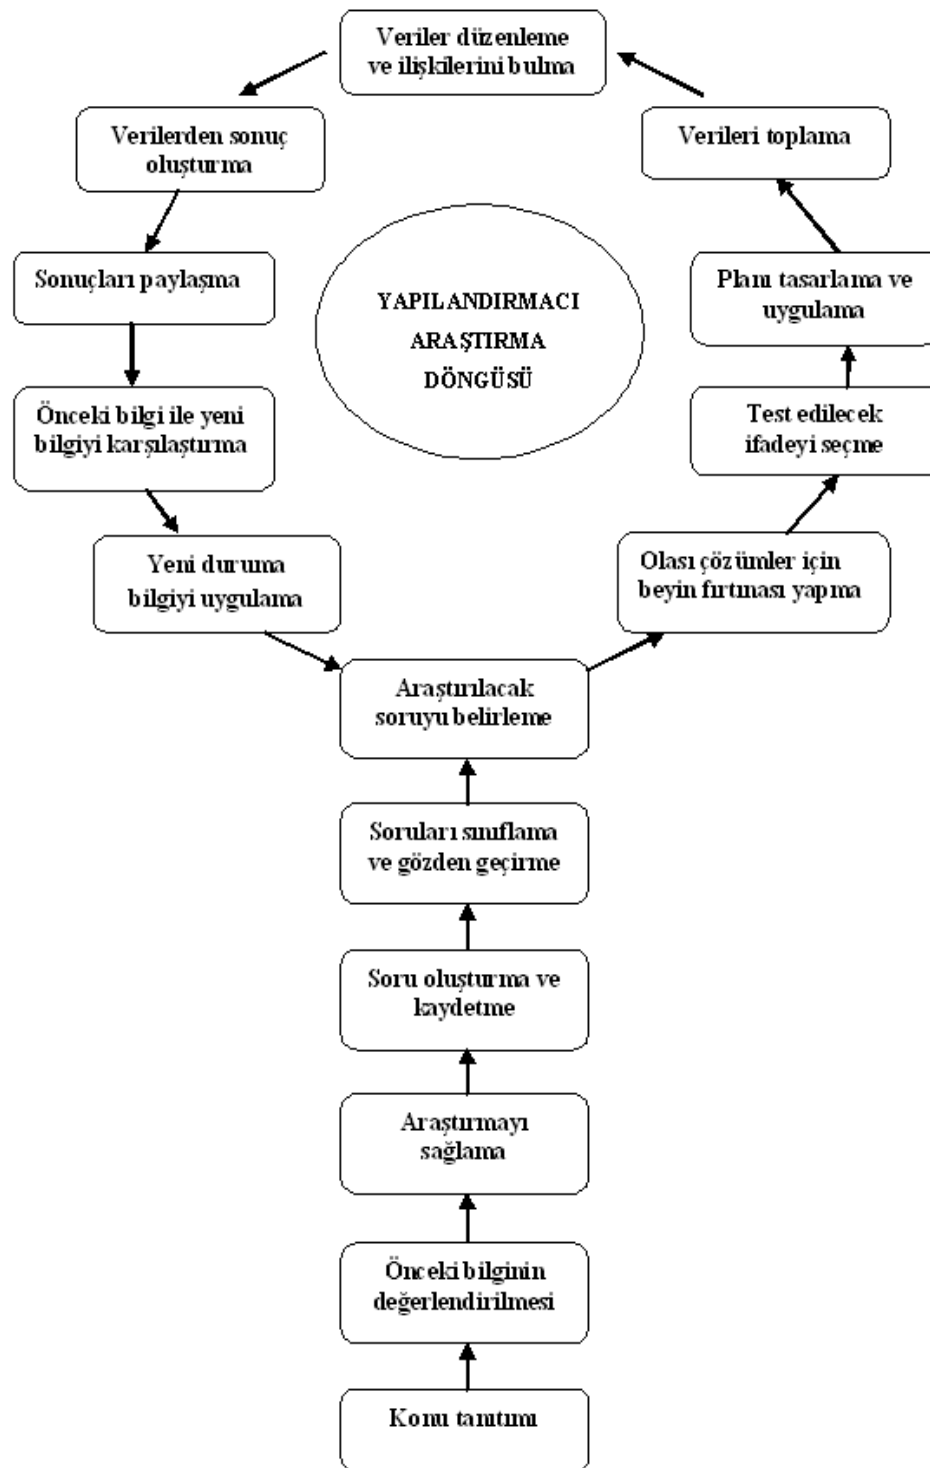 Veriler düzenleme
ve ilişkilerini bulma
Verilerden sonuç
oluşturma
Verileri toplama
Sonuçları paylaşma
YAPILANDIRMACI
ARAŞTIRMA
DÖNGÜSÜ
Planı tasarlama ve
uygulama
Önceki bilgi ile yeni
bilgiyi karşılaştırma
Test edilecek
ifadeyi seçme
Yeni duruma
bilgiyi uygulama
Olası çözümler için
beyin fırtınası yapma
Araştırılacak
soruyu belirleme
Soruları sınıflama
ve gözden geçirme
Soru oluşturma ve
kaydetme
Araştırmayı
sağlama
Önceki bilginin
değerlendirilmesi
Konu tanıtımı